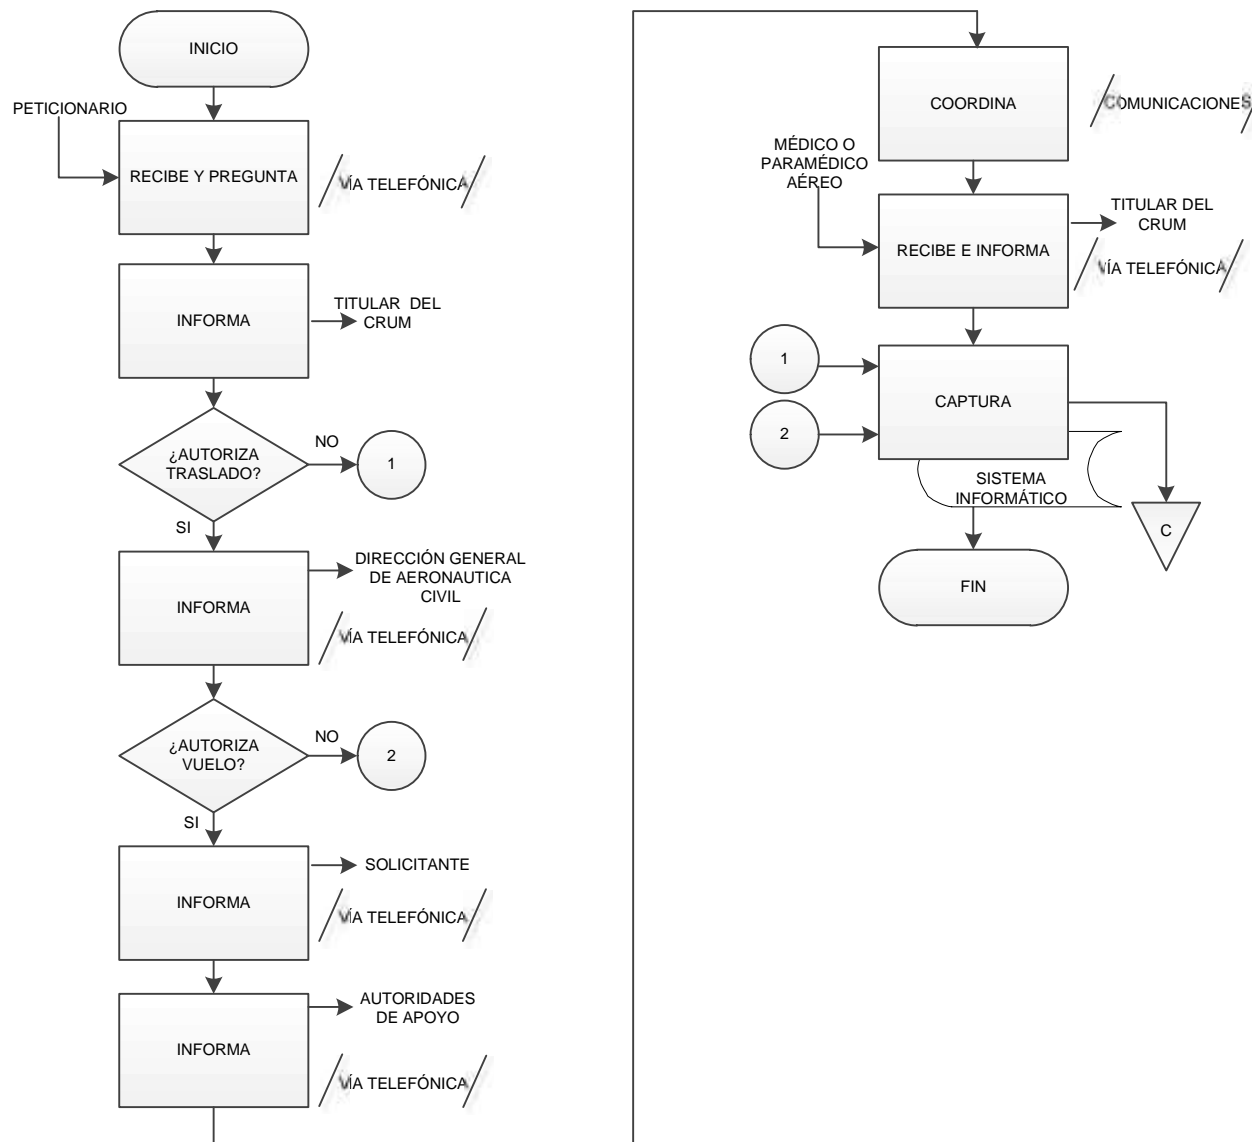 INICIO
PETICIONARIO
RECIBE Y PREGUNTA
VÍA TELEFÓNICA
INFORMA
TITULAR DEL
CRUM
¿AUTORIZA
TRASLADO?
NO
1
SI
INFORMA
DIRECCIÓN GENERAL
DE AERONAUTICA
CIVIL
VÍA TELEFÓNICA
¿AUTORIZA
VUELO?
NO
2
SI
INFORMA
SOLICITANTE
VÍA TELEFÓNICA
INFORMA
AUTORIDADES
DE APOYO
VÍA TELEFÓNICA
COORDINA
COMUNICACIONES
MÉDICO O
PARAMÉDICO
AÉREO
RECIBE E INFORMA
TITULAR DEL
CRUM
VÍA TELEFÓNICA
1
2
CAPTURA
SISTEMA
INFORMÁTICO
C
FIN